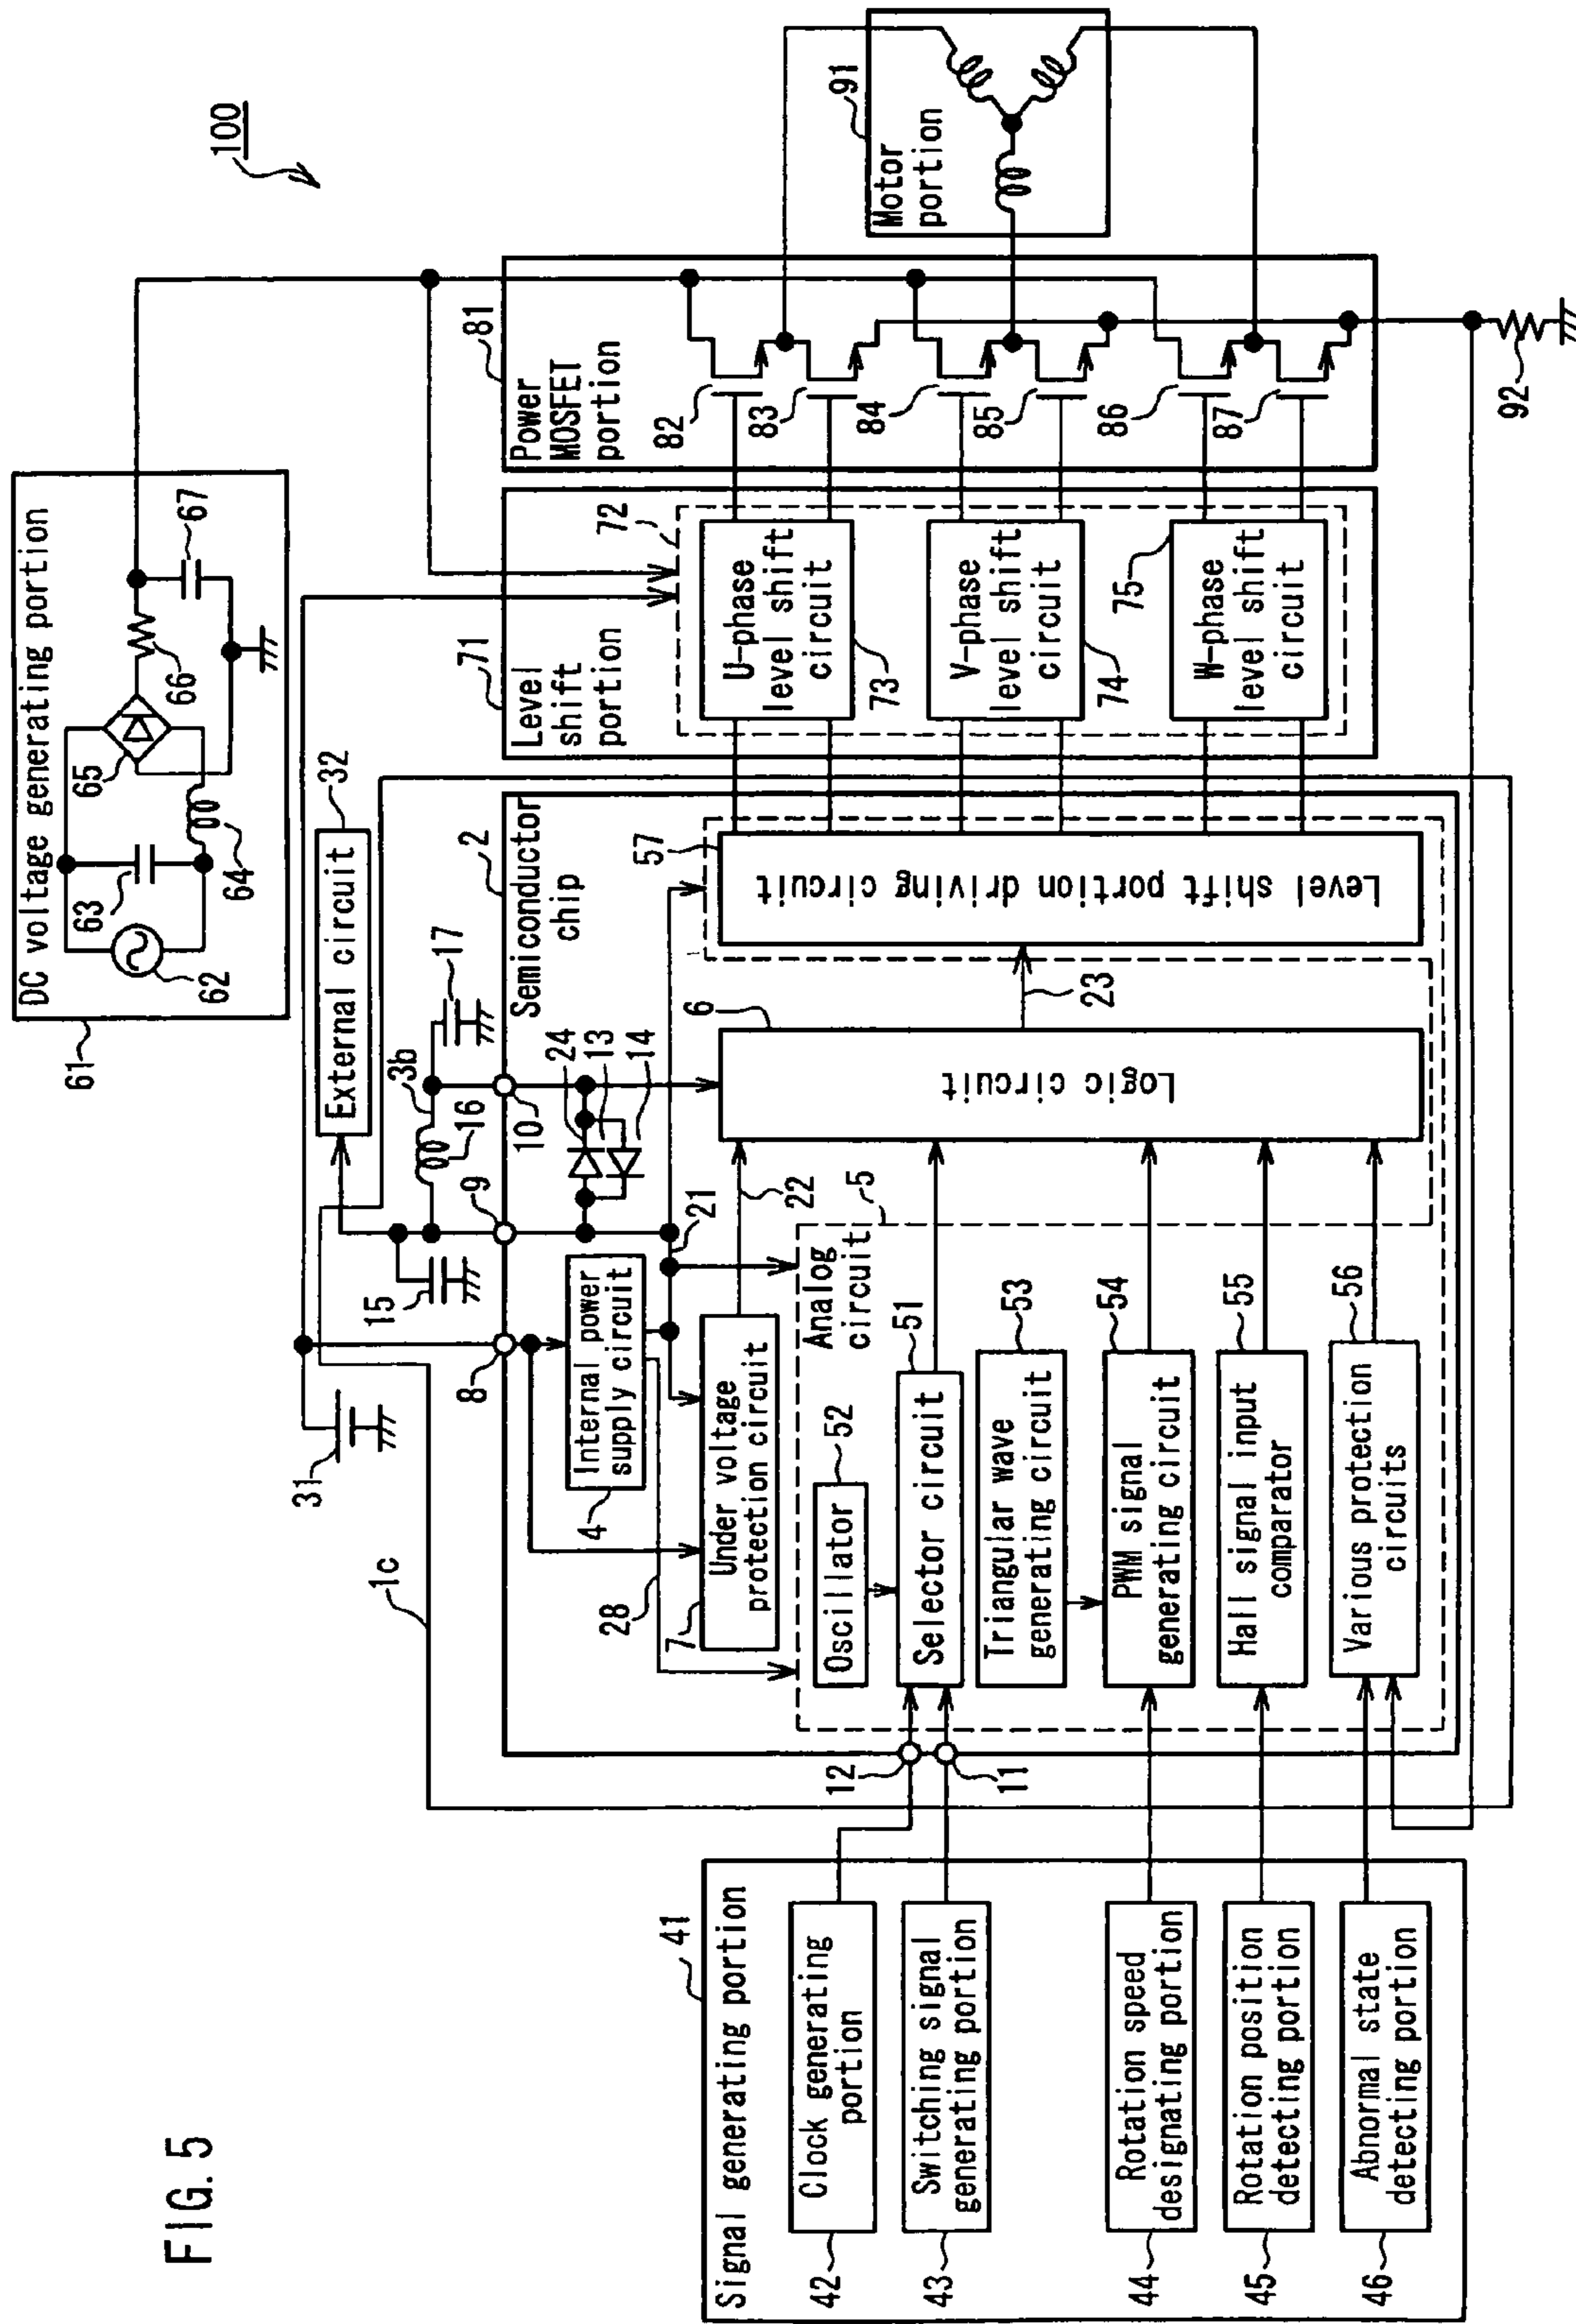 FIG. 5
100
DC voltage generating portion
61
62
63
64
65
66
67
External circuit
32
31
1c
3b
15
16
17
8
9
10
2
Semiconductor
chip
Internal power
supply circuit
4
24
13
14
21
28
Under voltage
protection circuit
7
22
Analog
circuit
5
Oscillator
52
Selector circuit
51
Triangular wave
generating circuit
53
PWM signal
generating circuit
54
Hall signal input
comparator
55
Various protection
circuits
56
Logic circuit
6
23
Level shift portion driving circuit
57
12
11
Signal generating portion
41
Clock generating
portion
42
Switching signal
generating portion
43
Rotation speed
designating portion
44
Rotation position
detecting portion
45
Abnormal state
detecting portion
46
71
Level
shift
portion
72
U-phase
level shift
circuit
73
V-phase
level shift
circuit
74
W-phase
level shift
circuit
75
81
Power
MOSFET
portion
82
83
84
85
86
87
Motor
portion
91
92